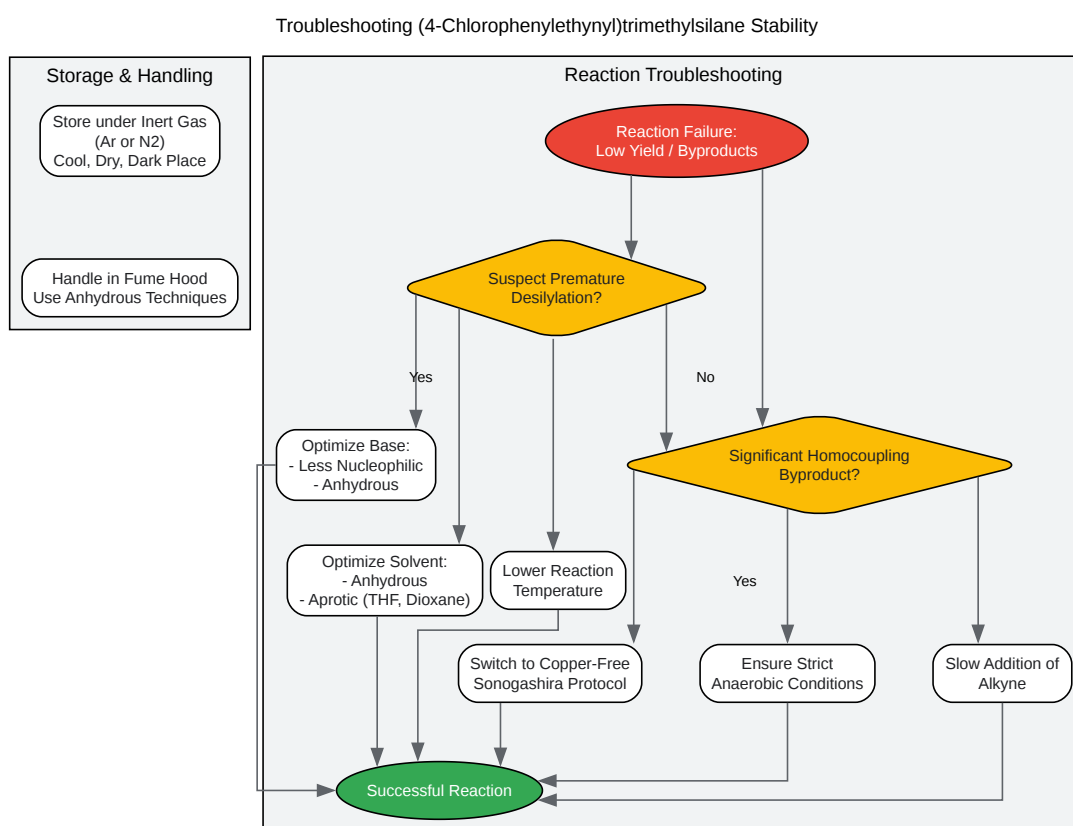 Troubleshooting (4-Chlorophenylethynyl)trimethylsilane Stability
Storage & Handling
Store under Inert Gas
(Ar or N2)
Cool, Dry, Dark Place
Handle in Fume Hood
Use Anhydrous Techniques
Reaction Troubleshooting
Reaction Failure:
Low Yield / Byproducts
Suspect Premature
Desilylation?
Yes
No
Optimize Base:
- Less Nucleophilic
- Anhydrous
Significant Homocoupling
Byproduct?
Optimize Solvent:
- Anhydrous
- Aprotic (THF, Dioxane)
Lower Reaction
Temperature
Yes
Switch to Copper-Free
Sonogashira Protocol
Ensure Strict
Anaerobic Conditions
Slow Addition of
Alkyne
Successful Reaction